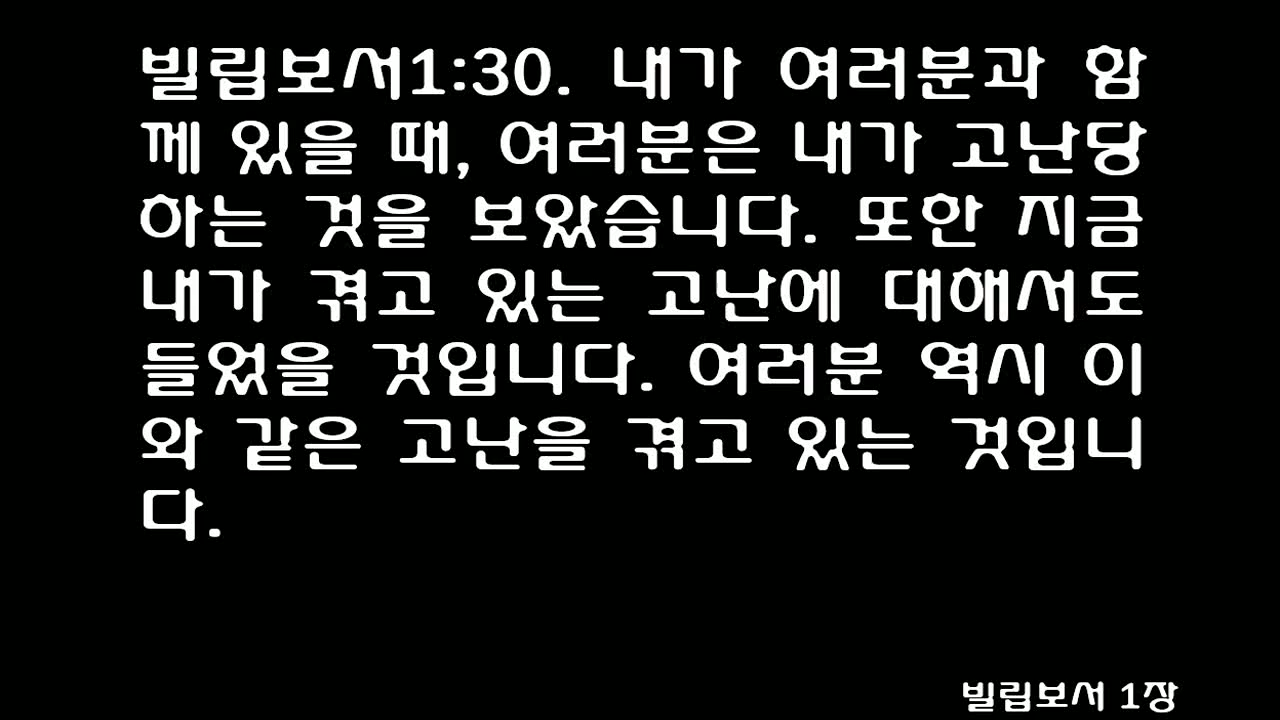 빌립보서1:30. 내가 여러분과 함
께 있을 때, 여러분은 내가 고난당
하는 것을 보았습니다. 또한 지금
내가 겪고 있는 고난에 대해서도
들었을 것입니다. 여러분 역시 이
와 같은 고난을 겪고 있는 것입니
다.
빌립보서 1장